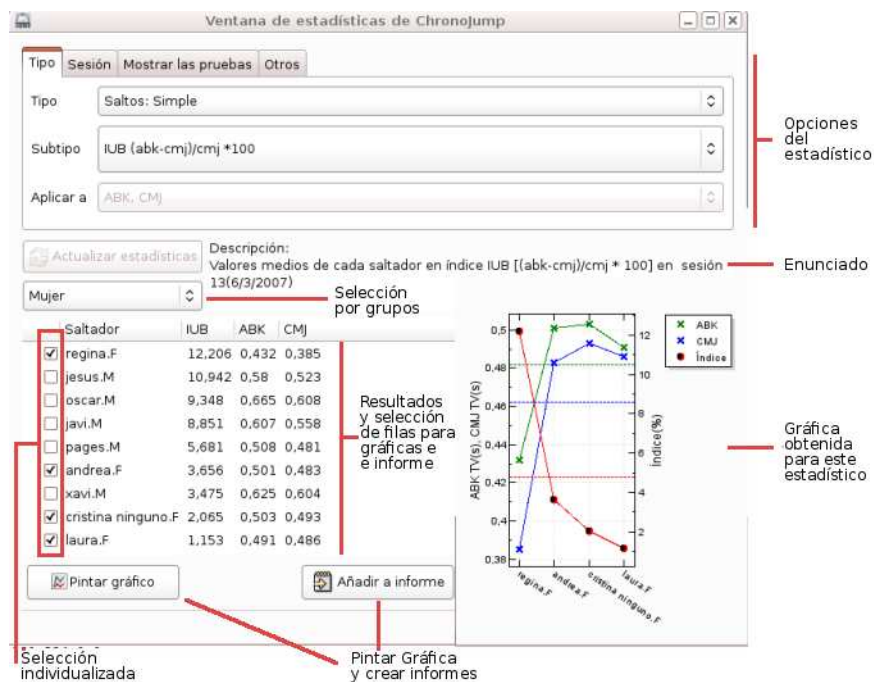 Ventana de estadísticas de ChronoJump
Tipo Sesión Mostrar las pruebas Otros
Tipo Saltos: Simple
Subtipo IUB (abk-cmj)/cmj *100
Aplicar a ABK, CMJ
Opciones
del
estadístico
Actualizar estadísticas
Descripción:
Valores medios de cada saltador en índice IUB [(abk-cmj)/cmj * 100] en sesión
13(6/3/2007)
Enunciado
Mujer
Selección
por grupos
Saltador IUB ABK CMJ
regina.F 12,206 0,432 0,385
jesus.M 10,942 0,58 0,523
oscar.M 9,348 0,665 0,608
javi.M 8,851 0,607 0,558
pages.M 5,681 0,508 0,481
andrea.F 3,656 0,501 0,483
xavi.M 3,475 0,625 0,604
cristina ninguno.F 2,065 0,503 0,493
laura.F 1,153 0,491 0,486
Resultados
y selección
de filas para
gráficas e
e informe
ABK
CMJ
Índice
0,5
0,48
0,46
0,44
0,42
0,4
0,38
ABK TV(s), CMJ TV(s)
12
10
8
6
4
2
Índice(%)
regina.F
andrea.F
cristina ninguno.F
laura.F
Gráfica
obtenida
para este
estadístico
Pintar gráfico
Añadir a informe
Selección
individualizada
Pintar Gráfica
y crear informes